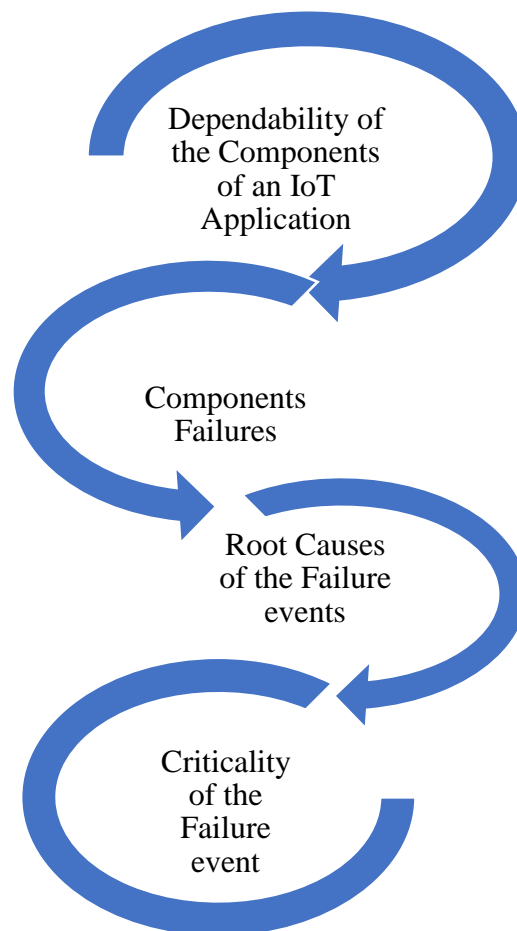 Dependability of
the Components
of an IoT
Application
Components
Failures
Root Causes
of the Failure
events
Criticality
of the
Failure
event